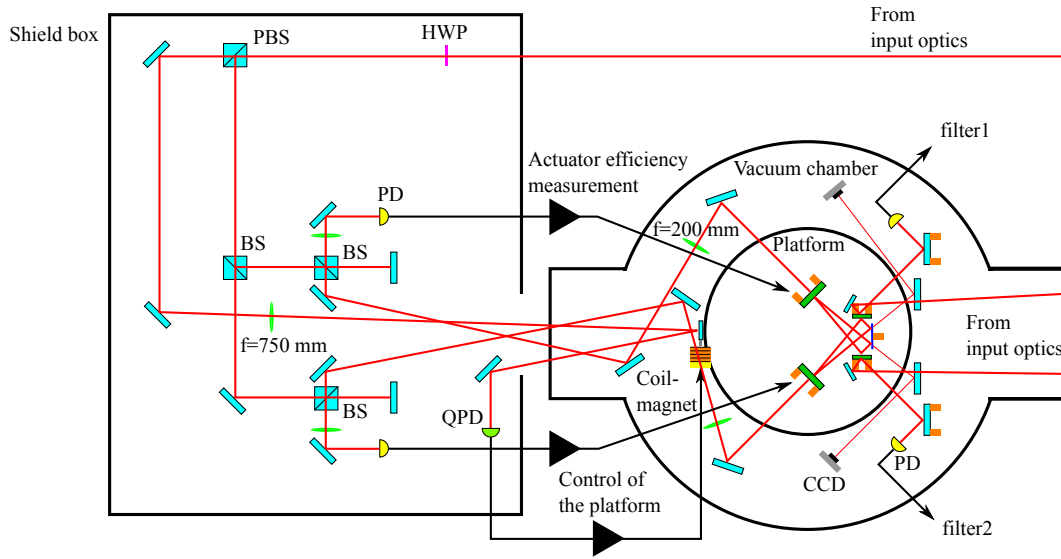 Shield box
PBS
HWP
From
input optics
filter1
Vacuum chamber
Actuator efficiency
measurement
PD
f=200 mm
Platform
BS
BS
f=750 mm
From
input optics
Coil-
magnet
BS
QPD
PD
CCD
Control of
the platform
filter2